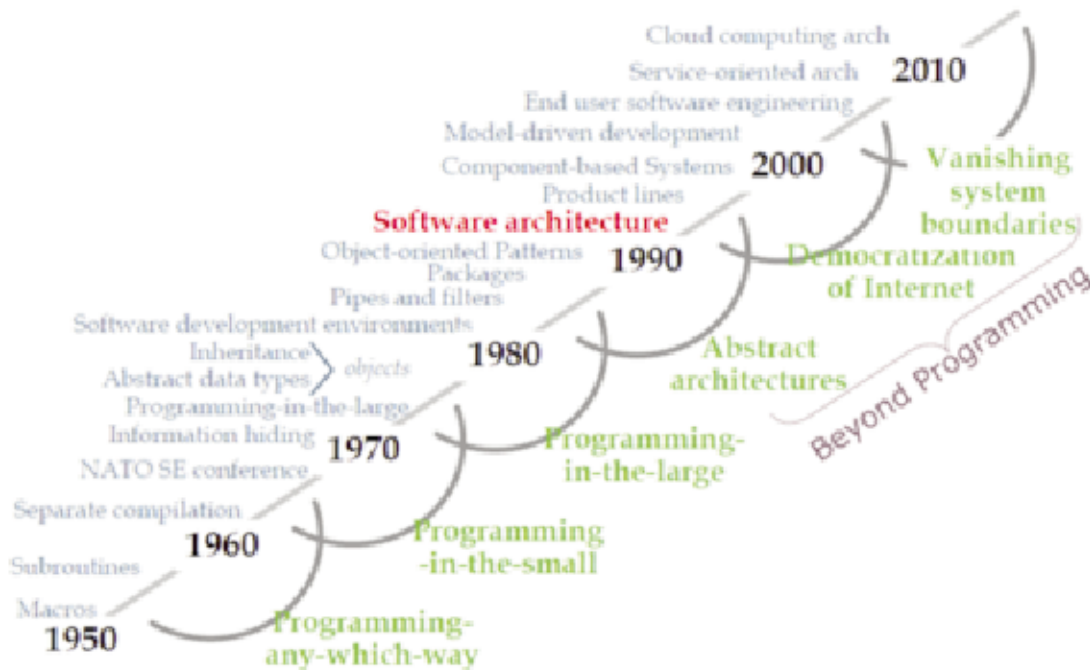 Cloud computing arch
2010
Service-oriented arch
End user software engineering
Model-driven development
2000
Component-based Systems
Product lines
Software architecture
Object-oriented Patterns
1990
Packages
Pipes and filters
Software development environments
1980
Inheritance
objects
Abstract data types
Programming-in-the-large
Information hiding
1970
NATO SE conference
Separate compilation
1960
Subroutines
Macros
1950
Vanishing
system
boundaries
Democratization
of Internet
Beyond Programming
Abstract
architectures
Programming-
in-the-large
Programming
-in-the-small
Programming-
any-which-way